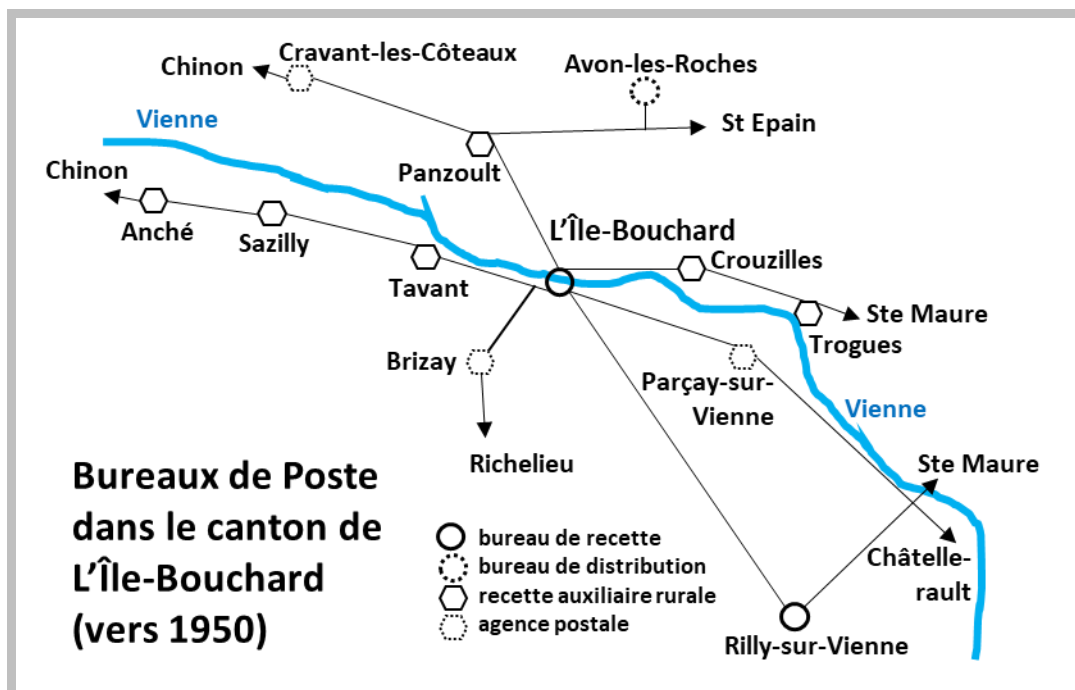 Cravant-les-Côteaux
Chinon
Avon-les-Roches
Vienne
St Epain
Chinon
Panzoult
L'Île-Bouchard
Anché
Sazilly
Crouzilles
Tavant
Ste Maure
Trogues
Brizay
Parçay-sur-
Vienne
Vienne
Richelieu
Ste Maure
Bureaux de Poste
dans le canton de
L'Île-Bouchard
(vers 1950)
bureau de recette
bureau de distribution
recette auxiliaire rurale
agence postale
Châtelle-
rault
Rilly-sur-Vienne